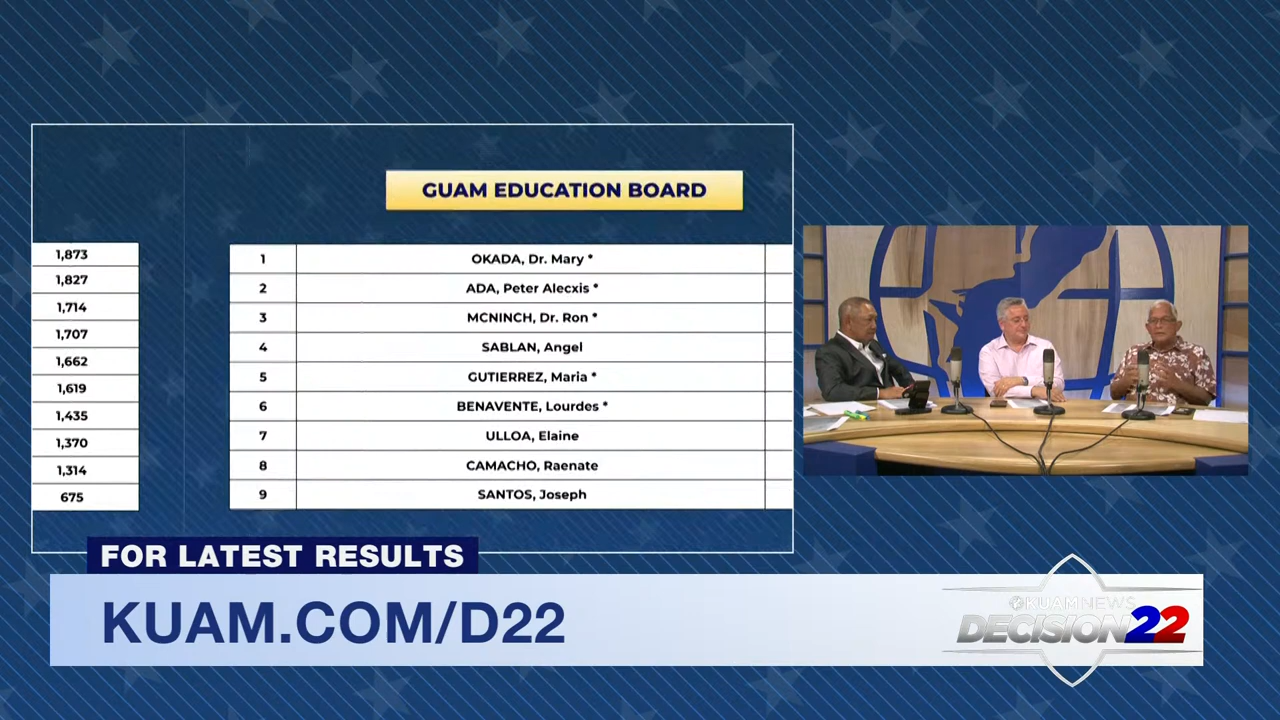 GUAM EDUCATION BOARD
1,873
1,827
1,714
1,707
1,662
1,619
1,435
1,370
1,314
675
1 OKADA, Dr. Mary *
2 ADA, Peter Alecxis *
3 MCNINCH, Dr. Ron *
4 SABLAN, Angel
5 GUTIERREZ, Maria *
6 BENAVENTE, Lourdes *
7 ULLOA, Elaine
8 CAMACHO, Raenate
9 SANTOS, Joseph
FOR LATEST RESULTS
KUAM.COM/D22
KUAM NEWS
DECISION22